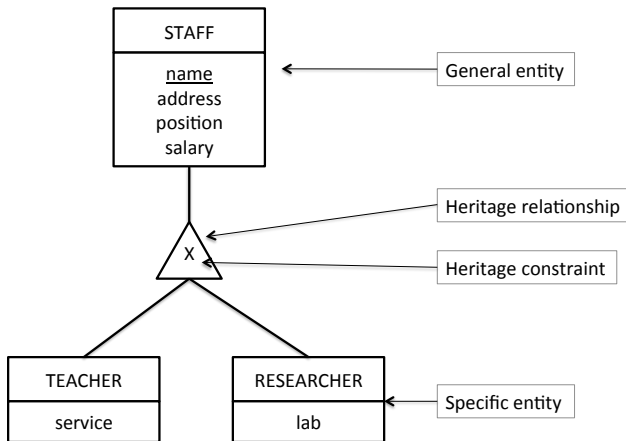 STAFF
name
address
position
salary
General entity
Heritage relationship
X
Heritage constraint
TEACHER
service
RESEARCHER
lab
Specific entity